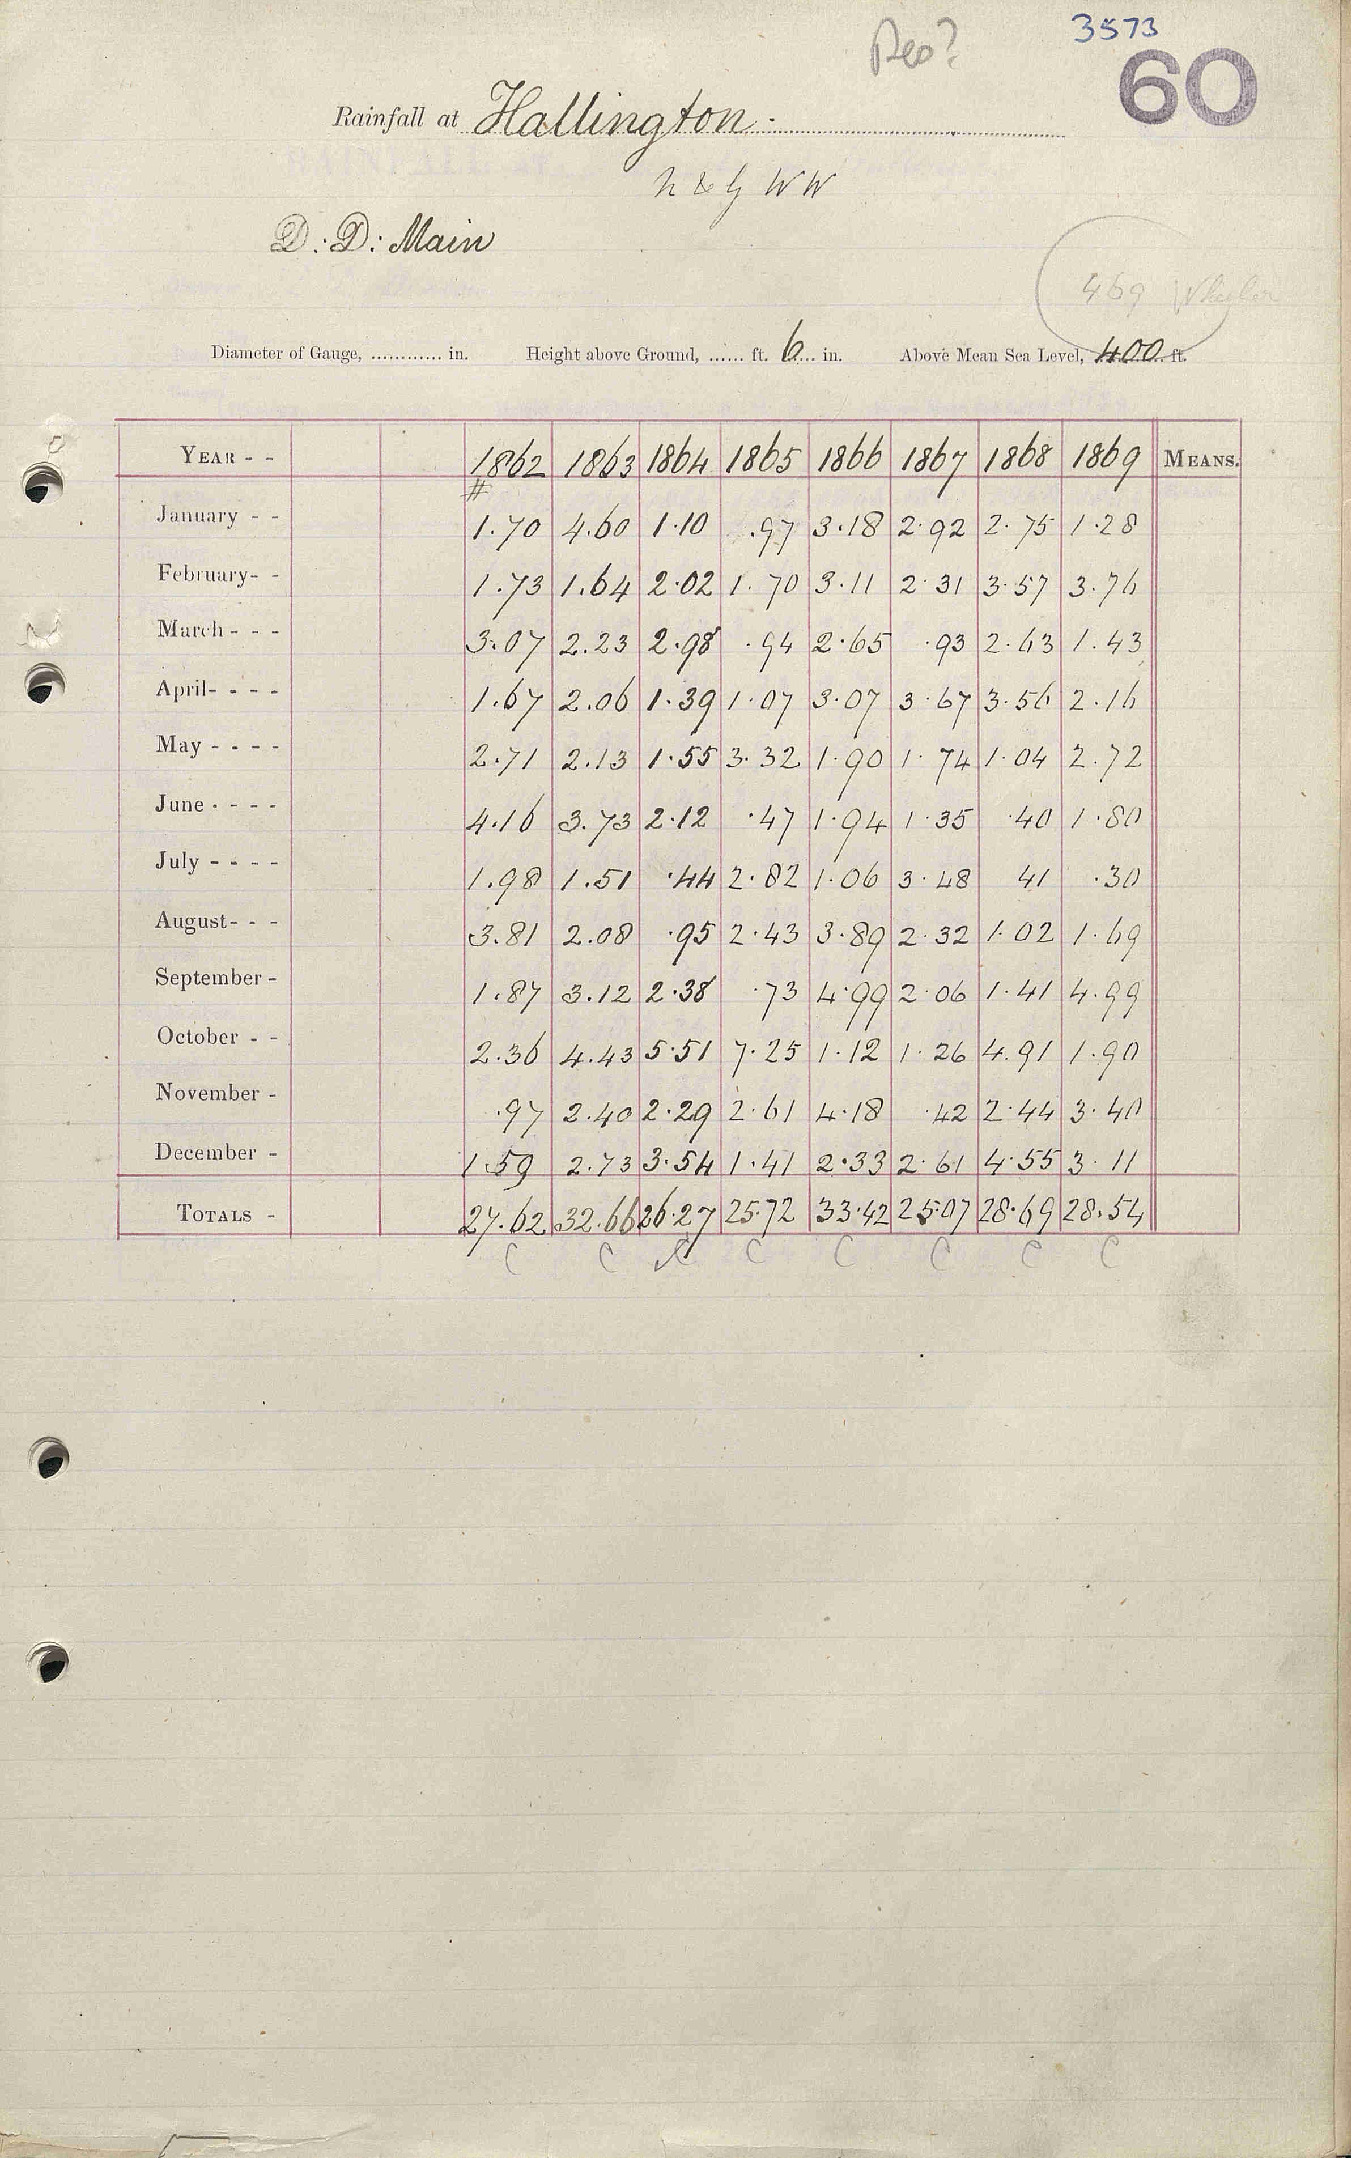 Reo?
3573
60
Rainfall at Hallington.
N & G WW
D: D: Main
469 Wheeler
Diameter of Gauge, ............ in. Height above Ground, ...... ft. 6 in. Above Mean Sea Level, 400 ft.
YEAR - - 1862 1863 1864 1865 1866 1867 1868 1869 MEANS.
#
January - - 1.70 4.60 1.10 .97 3.18 2.92 2.75 1.28
February- - 1.73 1.64 2.02 1.70 3.11 2.31 3.57 3.76
March - - - 3.07 2.23 2.98 .94 2.65 .93 2.63 1.43
April- - - - 1.67 2.06 1.39 1.07 3.07 3.67 3.56 2.16
May - - - - 2.71 2.13 1.55 3.32 1.90 1.74 1.04 2.72
June - - - - 4.16 3.73 2.12 .47 1.94 1.35 .40 1.80
July - - - - 1.98 1.51 .44 2.82 1.06 3.48 41 .30
August- - - 3.81 2.08 .95 2.43 3.89 2.32 1.02 1.69
September - 1.87 3.12 2.38 .73 4.99 2.06 1.41 4.99
October - - 2.36 4.43 5.51 7.25 1.12 1.26 4.91 1.90
November - .97 2.40 2.29 2.61 4.18 .42 2.44 3.40
December - 1.59 2.73 3.54 1.41 2.33 2.61 4.55 3.11
TOTALS - 27.62 32.66 26.27 25.72 33.42 25.07 28.69 28.54
C C C C C C C C